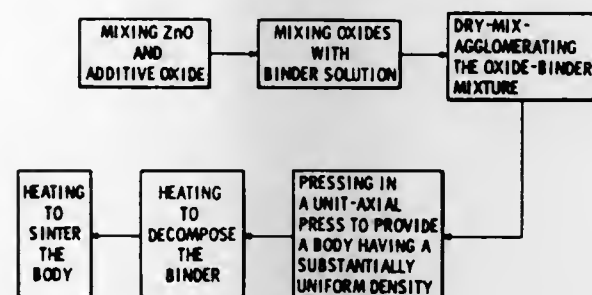 MIXING ZnO
AND
ADDITIVE OXIDE
MIXING OXIDES
WITH
BINDER SOLUTION
DRY-MIX-
AGGLOMERATING
THE OXIDE-BINDER
MIXTURE
PRESSING IN
A UNIT-AXIAL
PRESS TO PROVIDE
A BODY HAVING A
SUBSTANTIALLY
UNIFORM DENSITY
HEATING
TO
DECOMPOSE
THE
BINDER
HEATING
TO
SINTER
THE
BODY